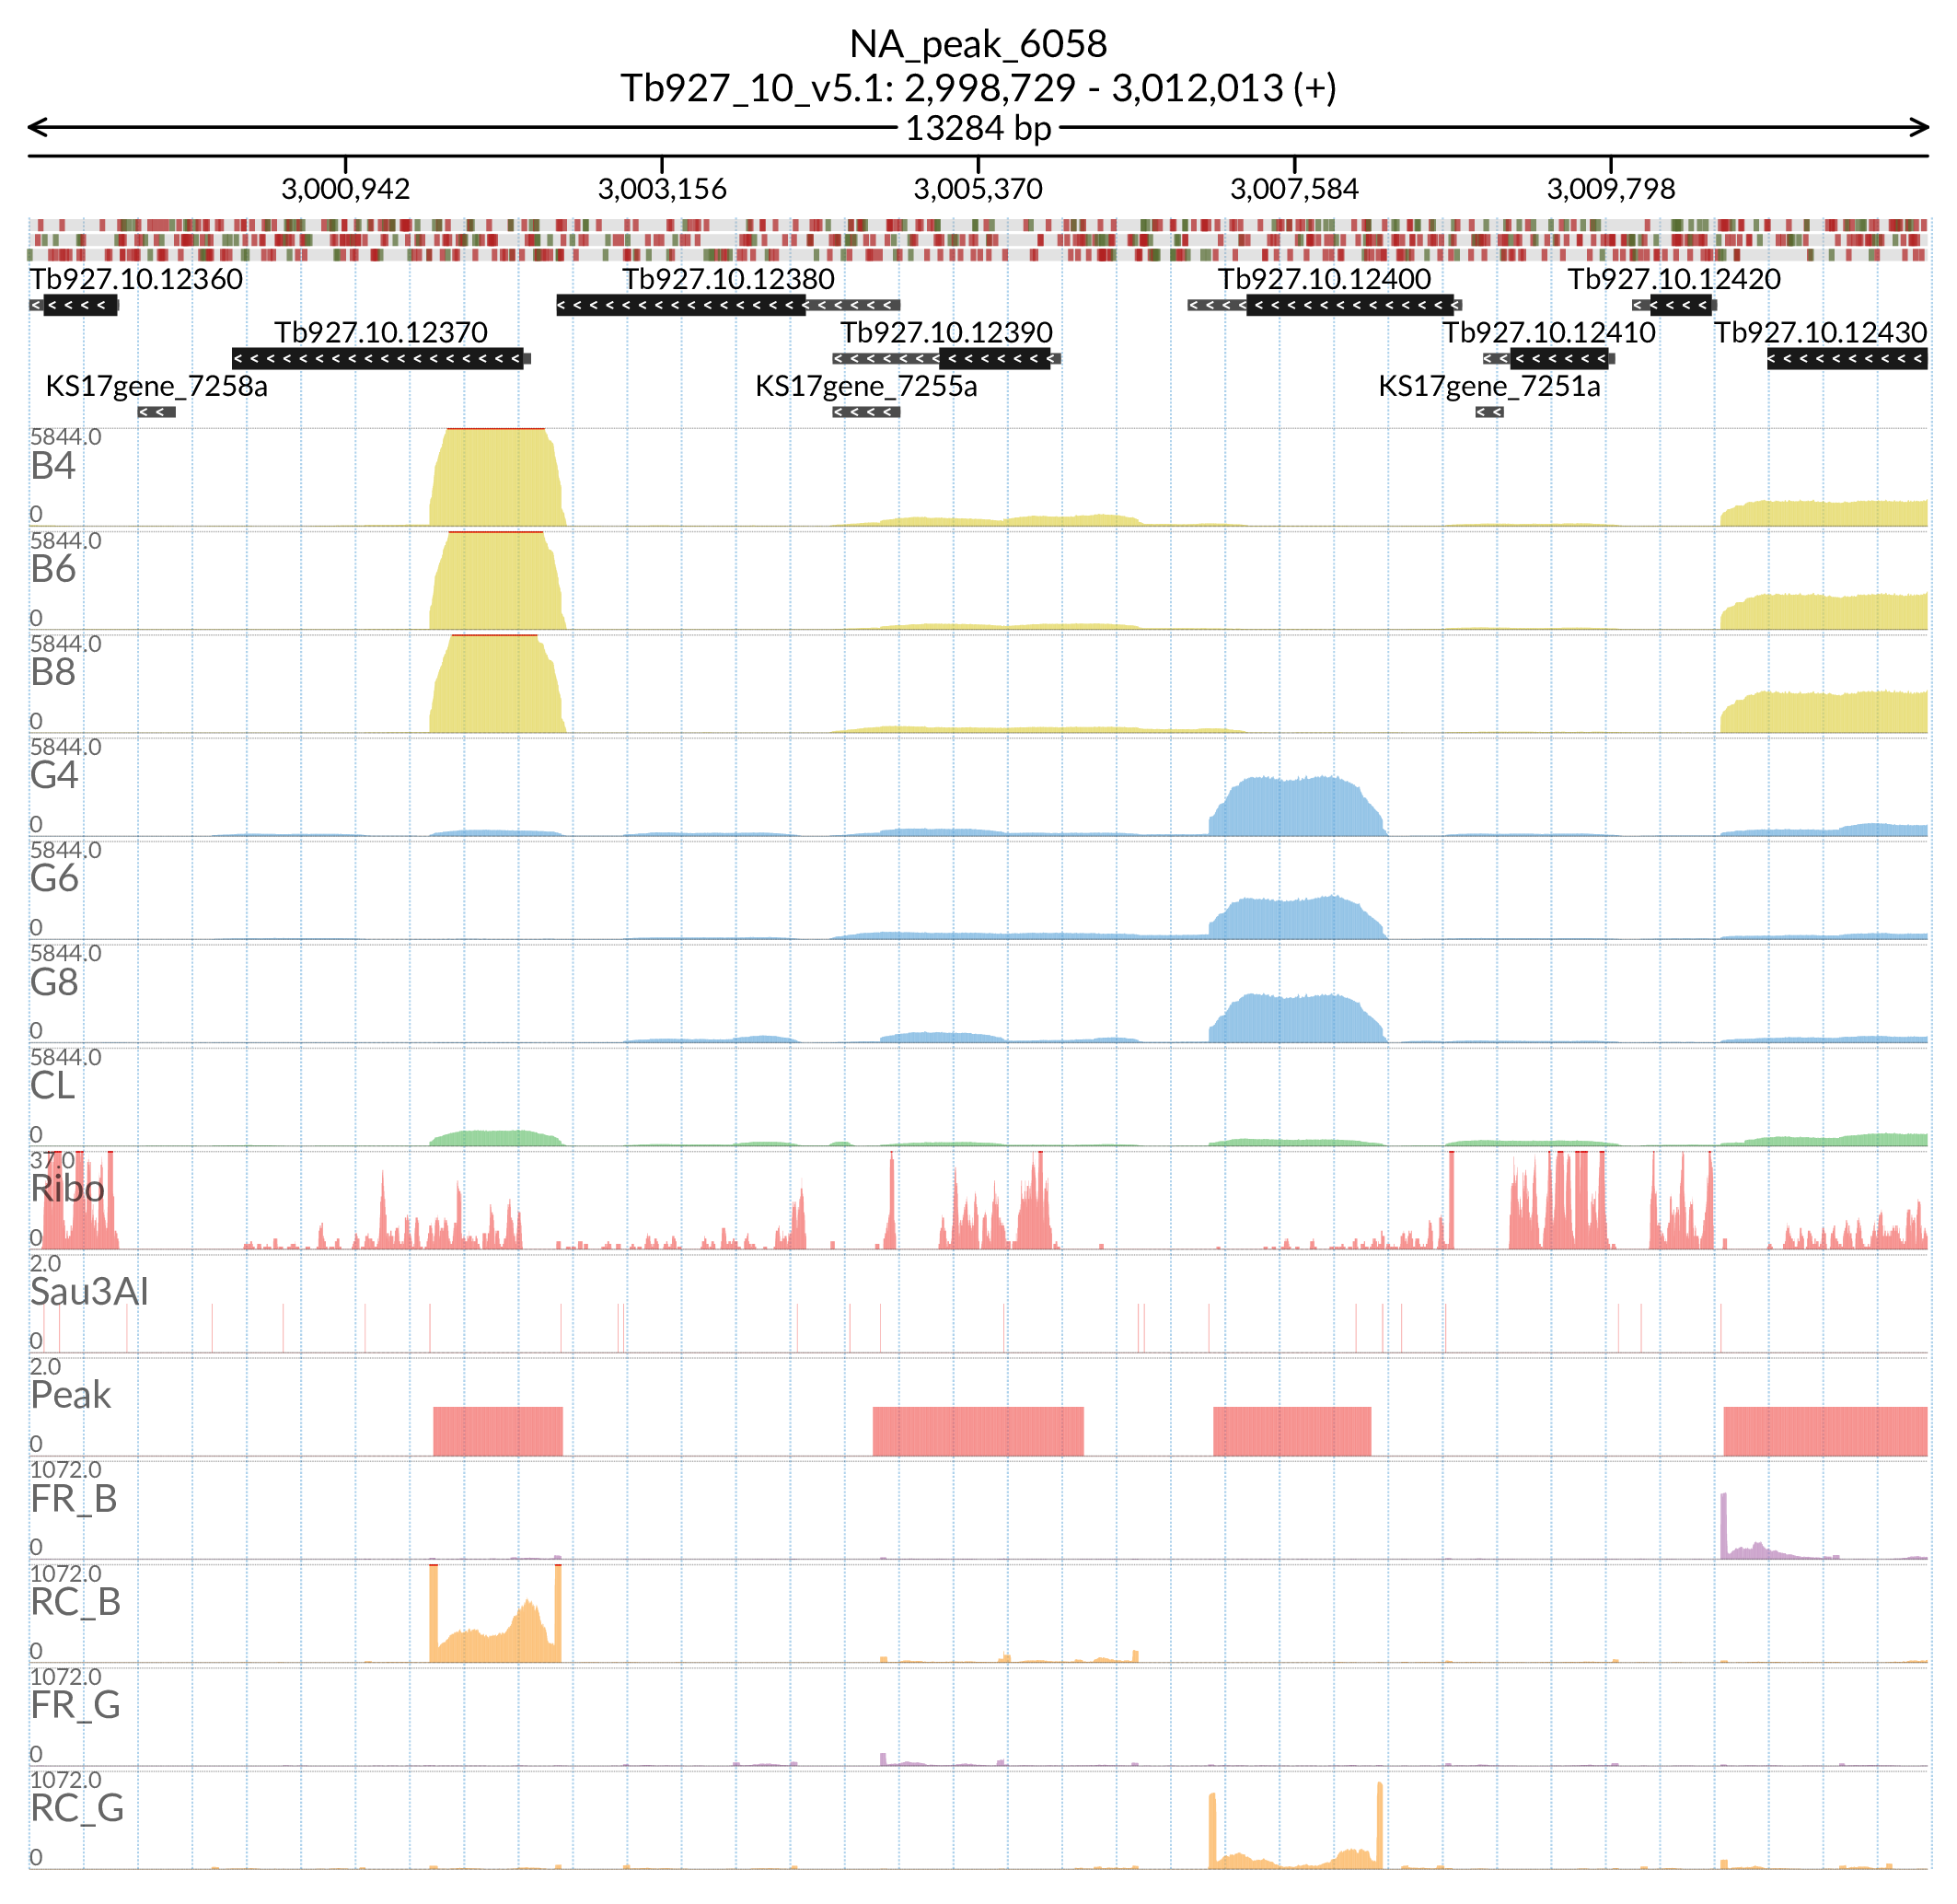 NA_peak_6058
Tb927_10_v5.1: 2,998,729 - 3,012,013 (+)
13284 bp
3,000,942 3,003,156 3,005,370 3,007,584 3,009,798
Tb927.10.12360 Tb927.10.12380 Tb927.10.12400 Tb927.10.12420
Tb927.10.12370 Tb927.10.12390 Tb927.10.12410 Tb927.10.12430
KS17gene_7258a KS17gene_7255a KS17gene_7251a
5844.0
B4
0
5844.0
B6
0
5844.0
B8
0
5844.0
G4
0
5844.0
G6
0
5844.0
G8
0
5844.0
CL
0
37.0
Ribo
0
2.0
Sau3AI
0
2.0
Peak
0
1072.0
FR_B
0
1072.0
RC_B
0
1072.0
FR_G
0
1072.0
RC_G
0